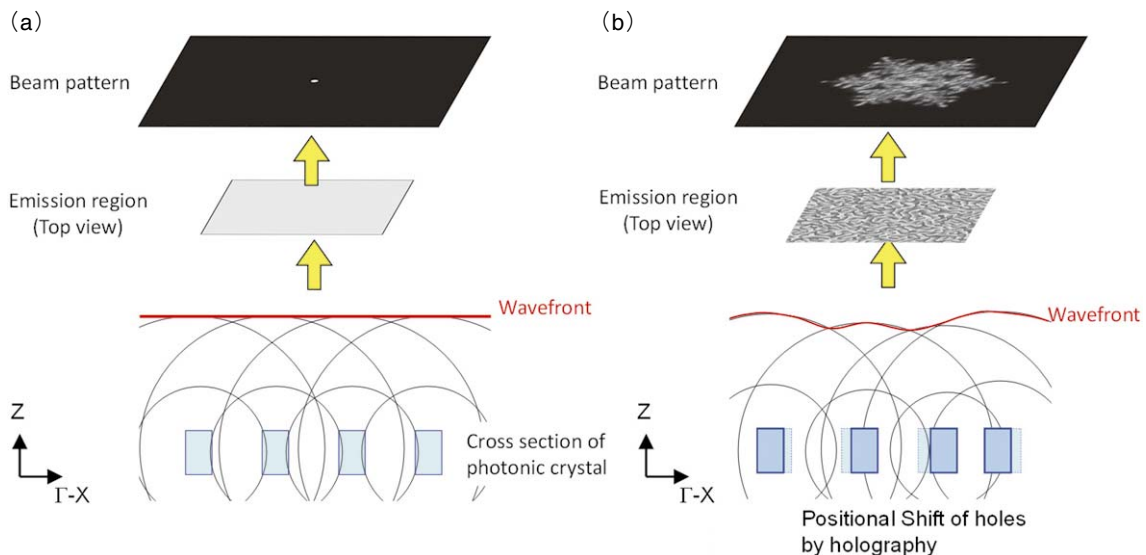 (a)
Beam pattern
Emission region
(Top view)
Wavefront
Z
Γ-X
Cross section of
photonic crystal
(b)
Beam pattern
Emission region
(Top view)
Wavefront
Z
Γ-X
Positional Shift of holes
by holography